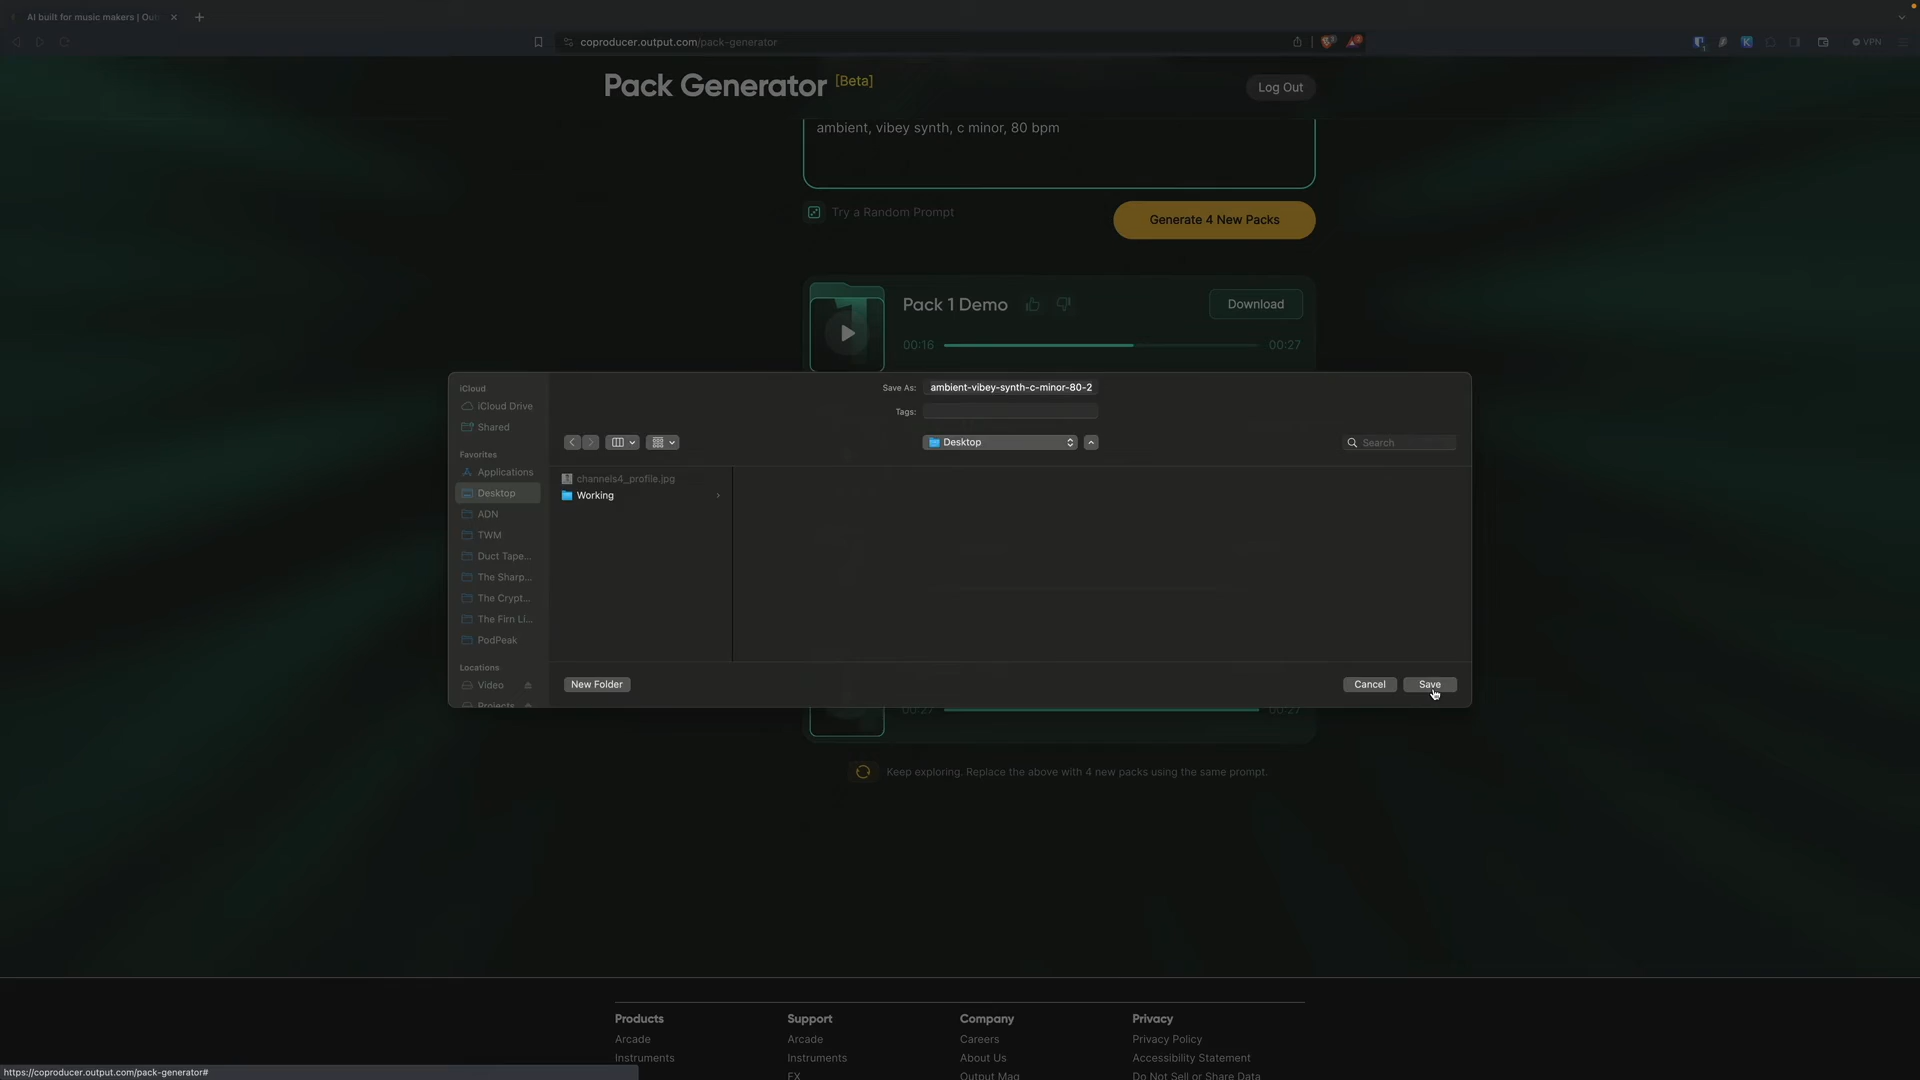 AI built for music makers | Out
coproducer.output.com/pack-generator
VPN
Pack Generator [Beta]
Log Out
ambient, vibey synth, c minor, 80 bpm
Try a Random Prompt
Generate 4 New Packs
Pack 1 Demo
Download
00:16
00:27
iCloud
iCloud Drive
Shared
Favorites
Applications
Desktop
ADN
TWM
Duct Tape...
The Sharp...
The Crypt...
The Firn Li...
PodPeak
Locations
Video
Projects
Save As: ambient-vibey-synth-c-minor-80-2
Tags:
Desktop
Search
channels4_profile.jpg
Working
New Folder
Cancel
Save
00:27
00:27
Keep exploring. Replace the above with 4 new packs using the same prompt.
Products
Arcade
Instruments
Support
Arcade
Instruments
FX
Company
Careers
About Us
Output Mag
Privacy
Privacy Policy
Accessibility Statement
Do Not Sell or Share Data
https://coproducer.output.com/pack-generator#